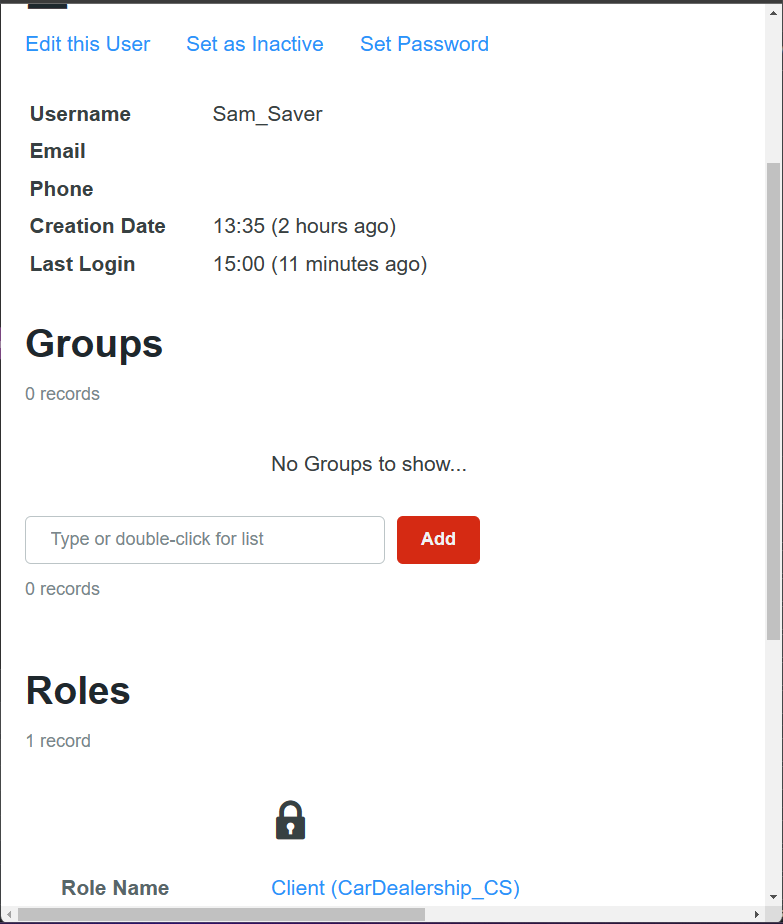 Edit this User Set as Inactive Set Password
Username Sam_Saver
Email
Phone
Creation Date 13:35 (2 hours ago)
Last Login 15:00 (11 minutes ago)
Groups
0 records
No Groups to show...
Type or double-click for list Add
0 records
Roles
1 record
Role Name Client (CarDealership_CS)